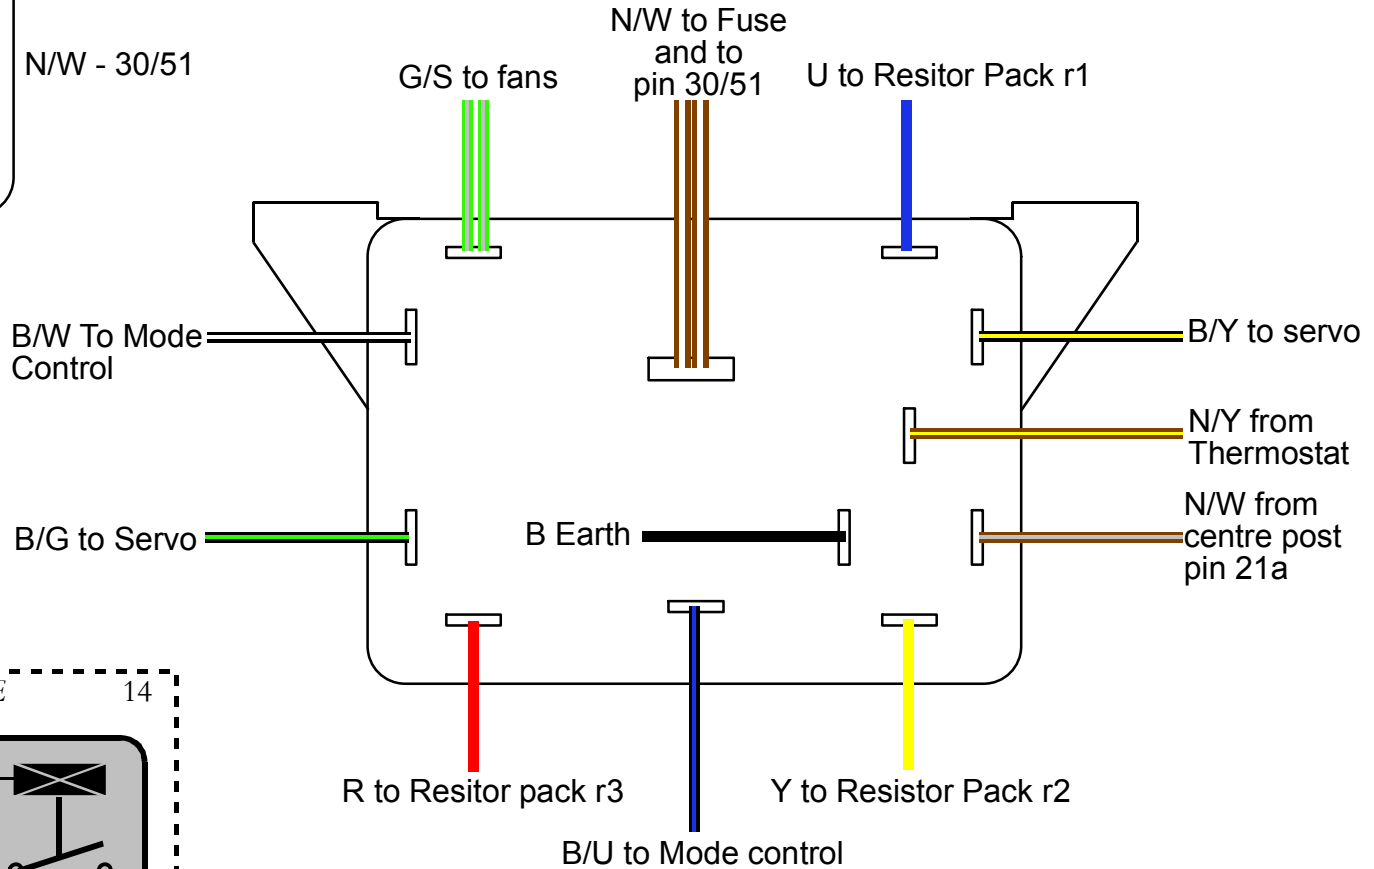 N/W to Fuse
and to
pin 30/51
N/W - 30/51
G/S to fans
U to Resitor Pack r1
B/W To Mode
Control
B/Y to servo
N/Y from
Thermostat
N/W from
centre post
pin 21a
B/G to Servo
B Earth
E
14
R to Resitor pack r3
Y to Resistor Pack r2
B/U to Mode control